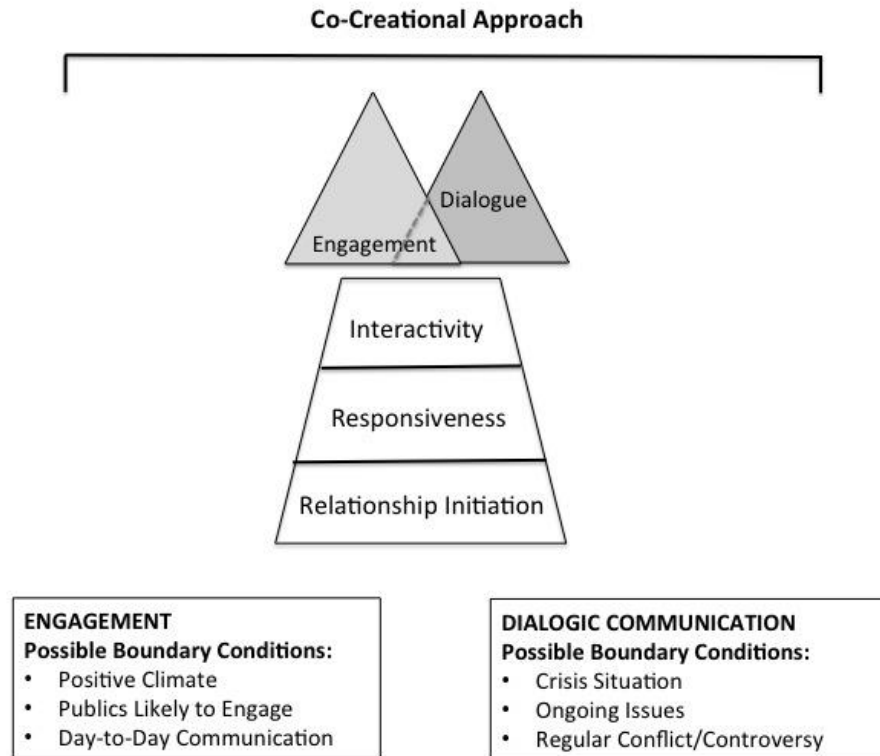 Co-Creational Approach
Dialogue
Engagement
Interactivity
Responsiveness
Relationship Initiation
ENGAGEMENT
Possible Boundary Conditions:
• Positive Climate
• Publics Likely to Engage
• Day-to-Day Communication
DIALOGIC COMMUNICATION
Possible Boundary Conditions:
• Crisis Situation
• Ongoing Issues
• Regular Conflict/Controversy